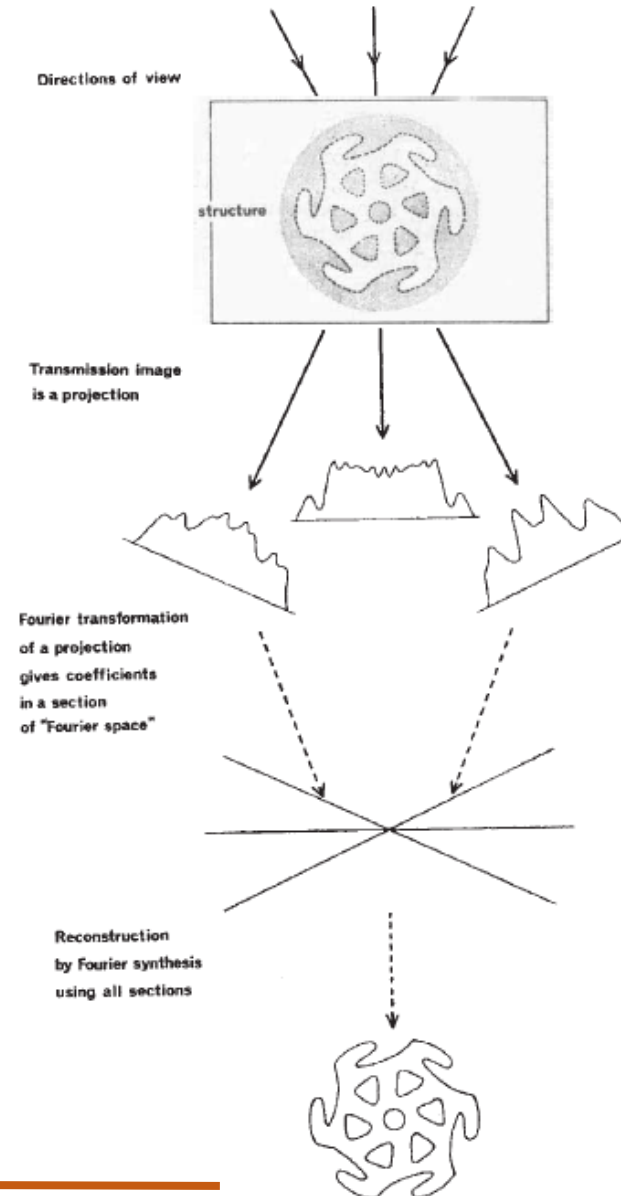 Directions of view
structure
Transmission image
is a projection
Fourier transformation
of a projection
gives coefficients
in a section
of "Fourier space"
Reconstruction
by Fourier synthesis
using all sections